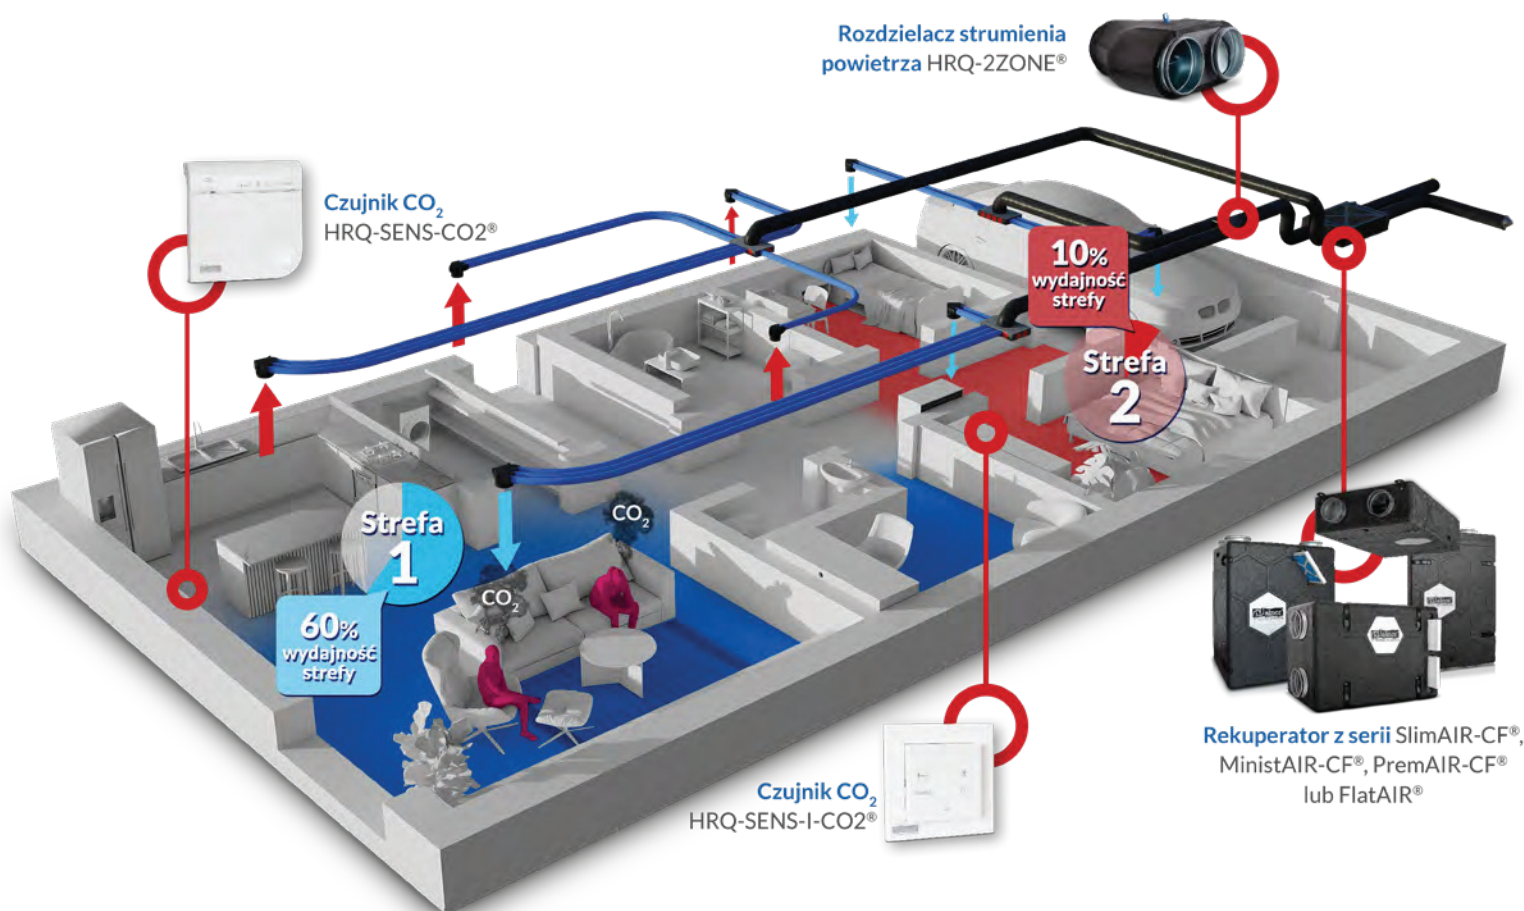 Rozdzielacz strumienia
powietrza HRQ-2ZONE®
Czujnik CO₂
HRQ-SENS-CO2®
10%
wydajność
strefy
Strefa
2
Strefa
1
CO₂
CO₂
60%
wydajność
strefy
Czujnik CO₂
HRQ-SENS-I-CO2®
Rekuperator z serii SlimAIR-CF®,
MinistAIR-CF®, PremAIR-CF®
lub FlatAIR®